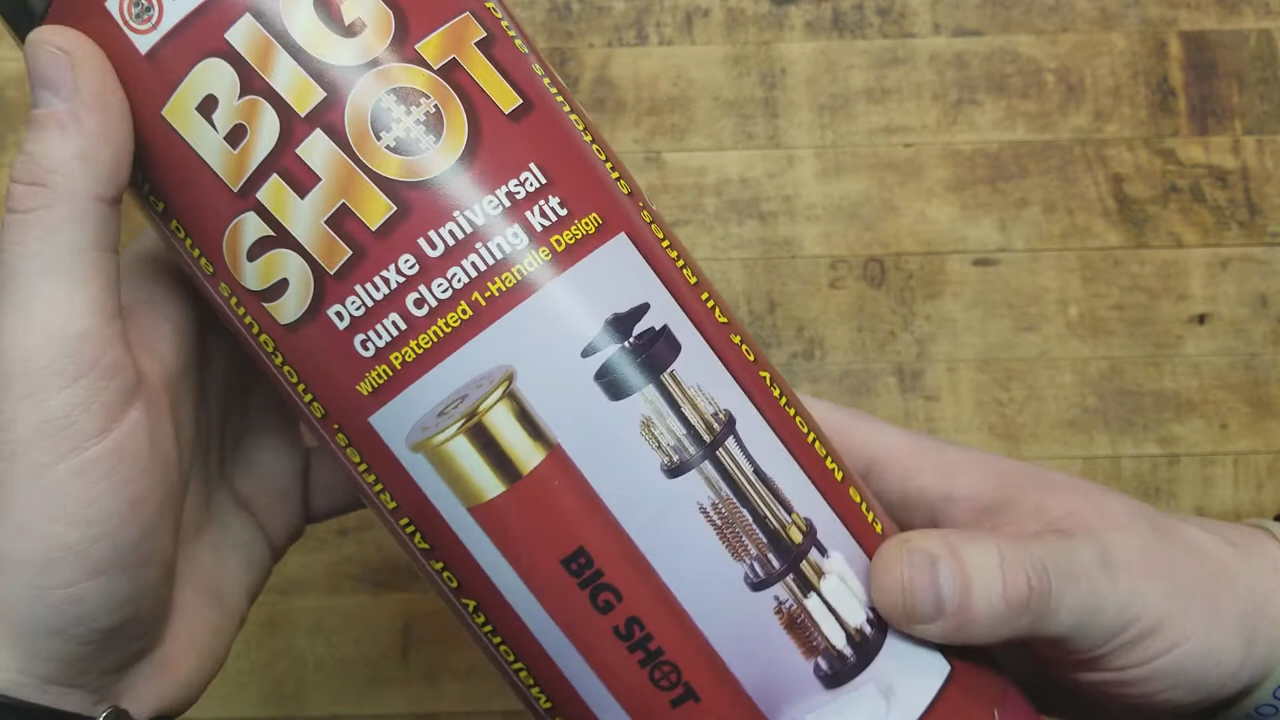 BIG
SHOT
Deluxe Universal
Gun Cleaning Kit
with Patented 1-Handle Design
BIG SHOT
the Majority of All Rifles, shotguns and
Majority of All Rifles, shotguns and
20